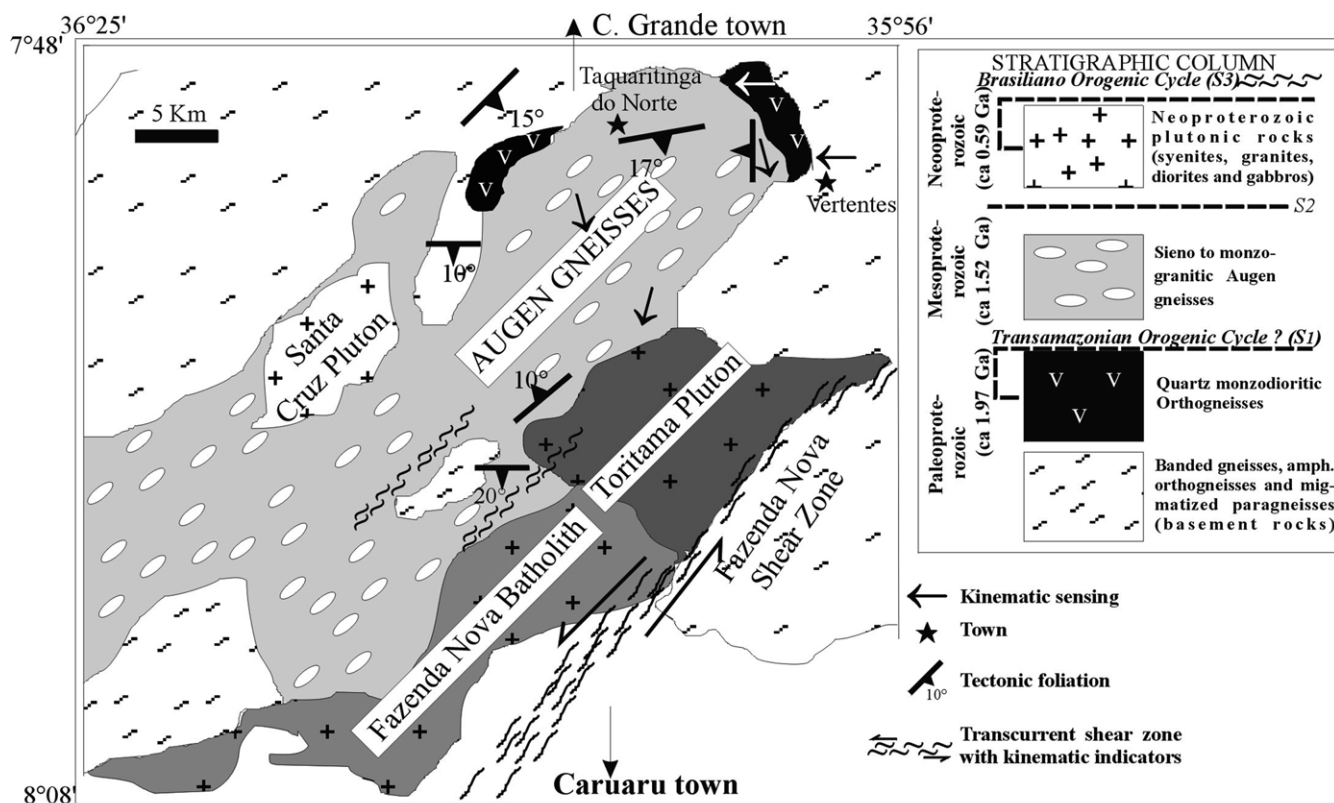 36°25'
C. Grande town
35°56'
7°48'
Taquaritinga
do Norte
5 Km
15°
V
V
V
V
V
17°
Vertentes
AUGEN GNEISSES
10°
Santa
Cruz Pluton
10°
Toritama Pluton
20°
Fazenda Nova
Shear Zone
Fazenda Nova Batholith
8°08'
Caruaru town
STRATIGRAPHIC COLUMN
Brasiliano Orogenic Cycle (S3)
Neooprote-
rozoic
(ca 0.59 Ga)
Neoproterozoic
plutonic rocks
(syenites, granites,
diorites and gabbros)
S2
Mesoprote-
rozoic
(ca 1.52 Ga)
Sieno to monzo-
granitic Augen
gneisses
Transamazonian Orogenic Cycle ? (S1)
Paleoprote-
rozoic
(ca 1.97 Ga)
V V
V
Quartz monzodioritic
Orthogneisses
Banded gneisses, amph.
orthogneisses and mig-
matized paragneisses
(basement rocks)
Kinematic sensing
Town
10°
Tectonic foliation
Transcurrent shear zone
with kinematic indicators